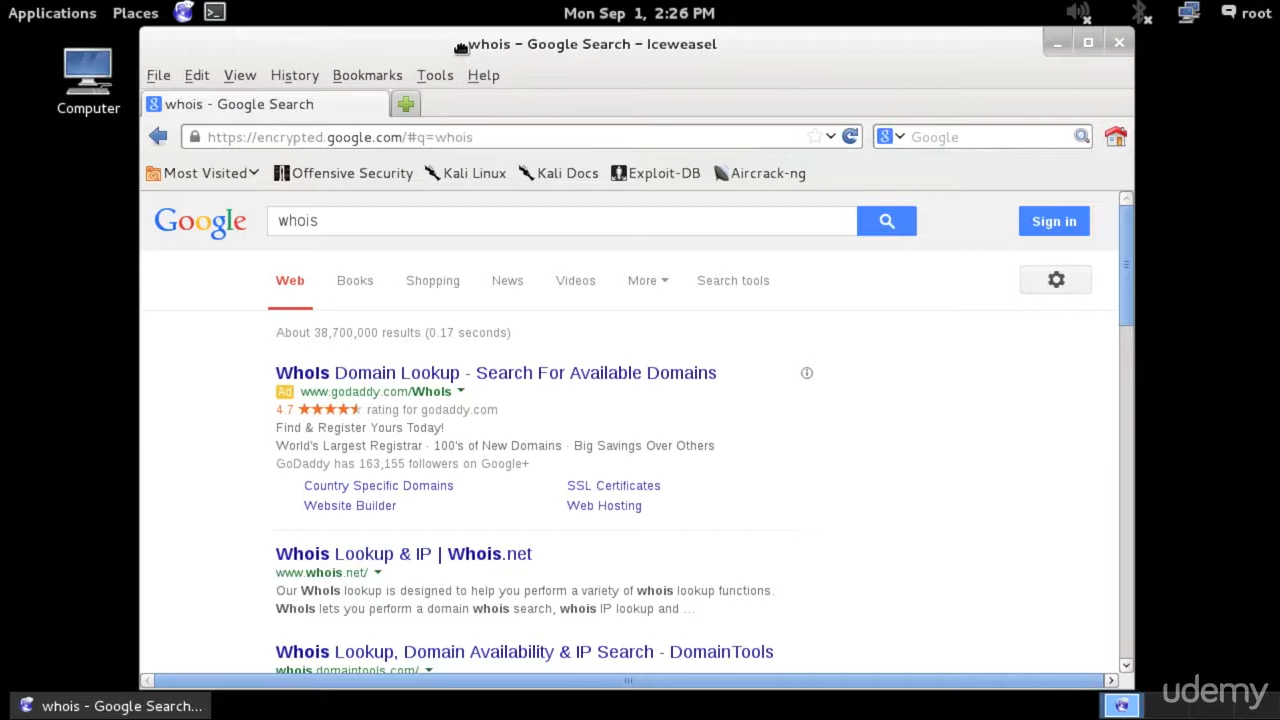 Applications Places Mon Sep 1, 2:26 PM root
Computer
whois – Google Search – Iceweasel
File Edit View History Bookmarks Tools Help
whois - Google Search
https://encrypted.google.com/#q=whois Google
Most Visited Offensive Security Kali Linux Kali Docs Exploit-DB Aircrack-ng
Google whois Sign in
Web Books Shopping News Videos More Search tools
About 38,700,000 results (0.17 seconds)
WhoIs Domain Lookup - Search For Available Domains
Ad www.godaddy.com/WhoIs
4.7 rating for godaddy.com
Find & Register Yours Today!
World's Largest Registrar · 100's of New Domains · Big Savings Over Others
GoDaddy has 163,155 followers on Google+
Country Specific Domains SSL Certificates
Website Builder Web Hosting
Whois Lookup & IP | Whois.net
www.whois.net/
Our WhoIs lookup is designed to help you perform a variety of whois lookup functions.
WhoIs lets you perform a domain whois search, whois IP lookup and ...
Whois Lookup, Domain Availability & IP Search - DomainTools
whois.domaintools.com/
whois - Google Search...
udemy